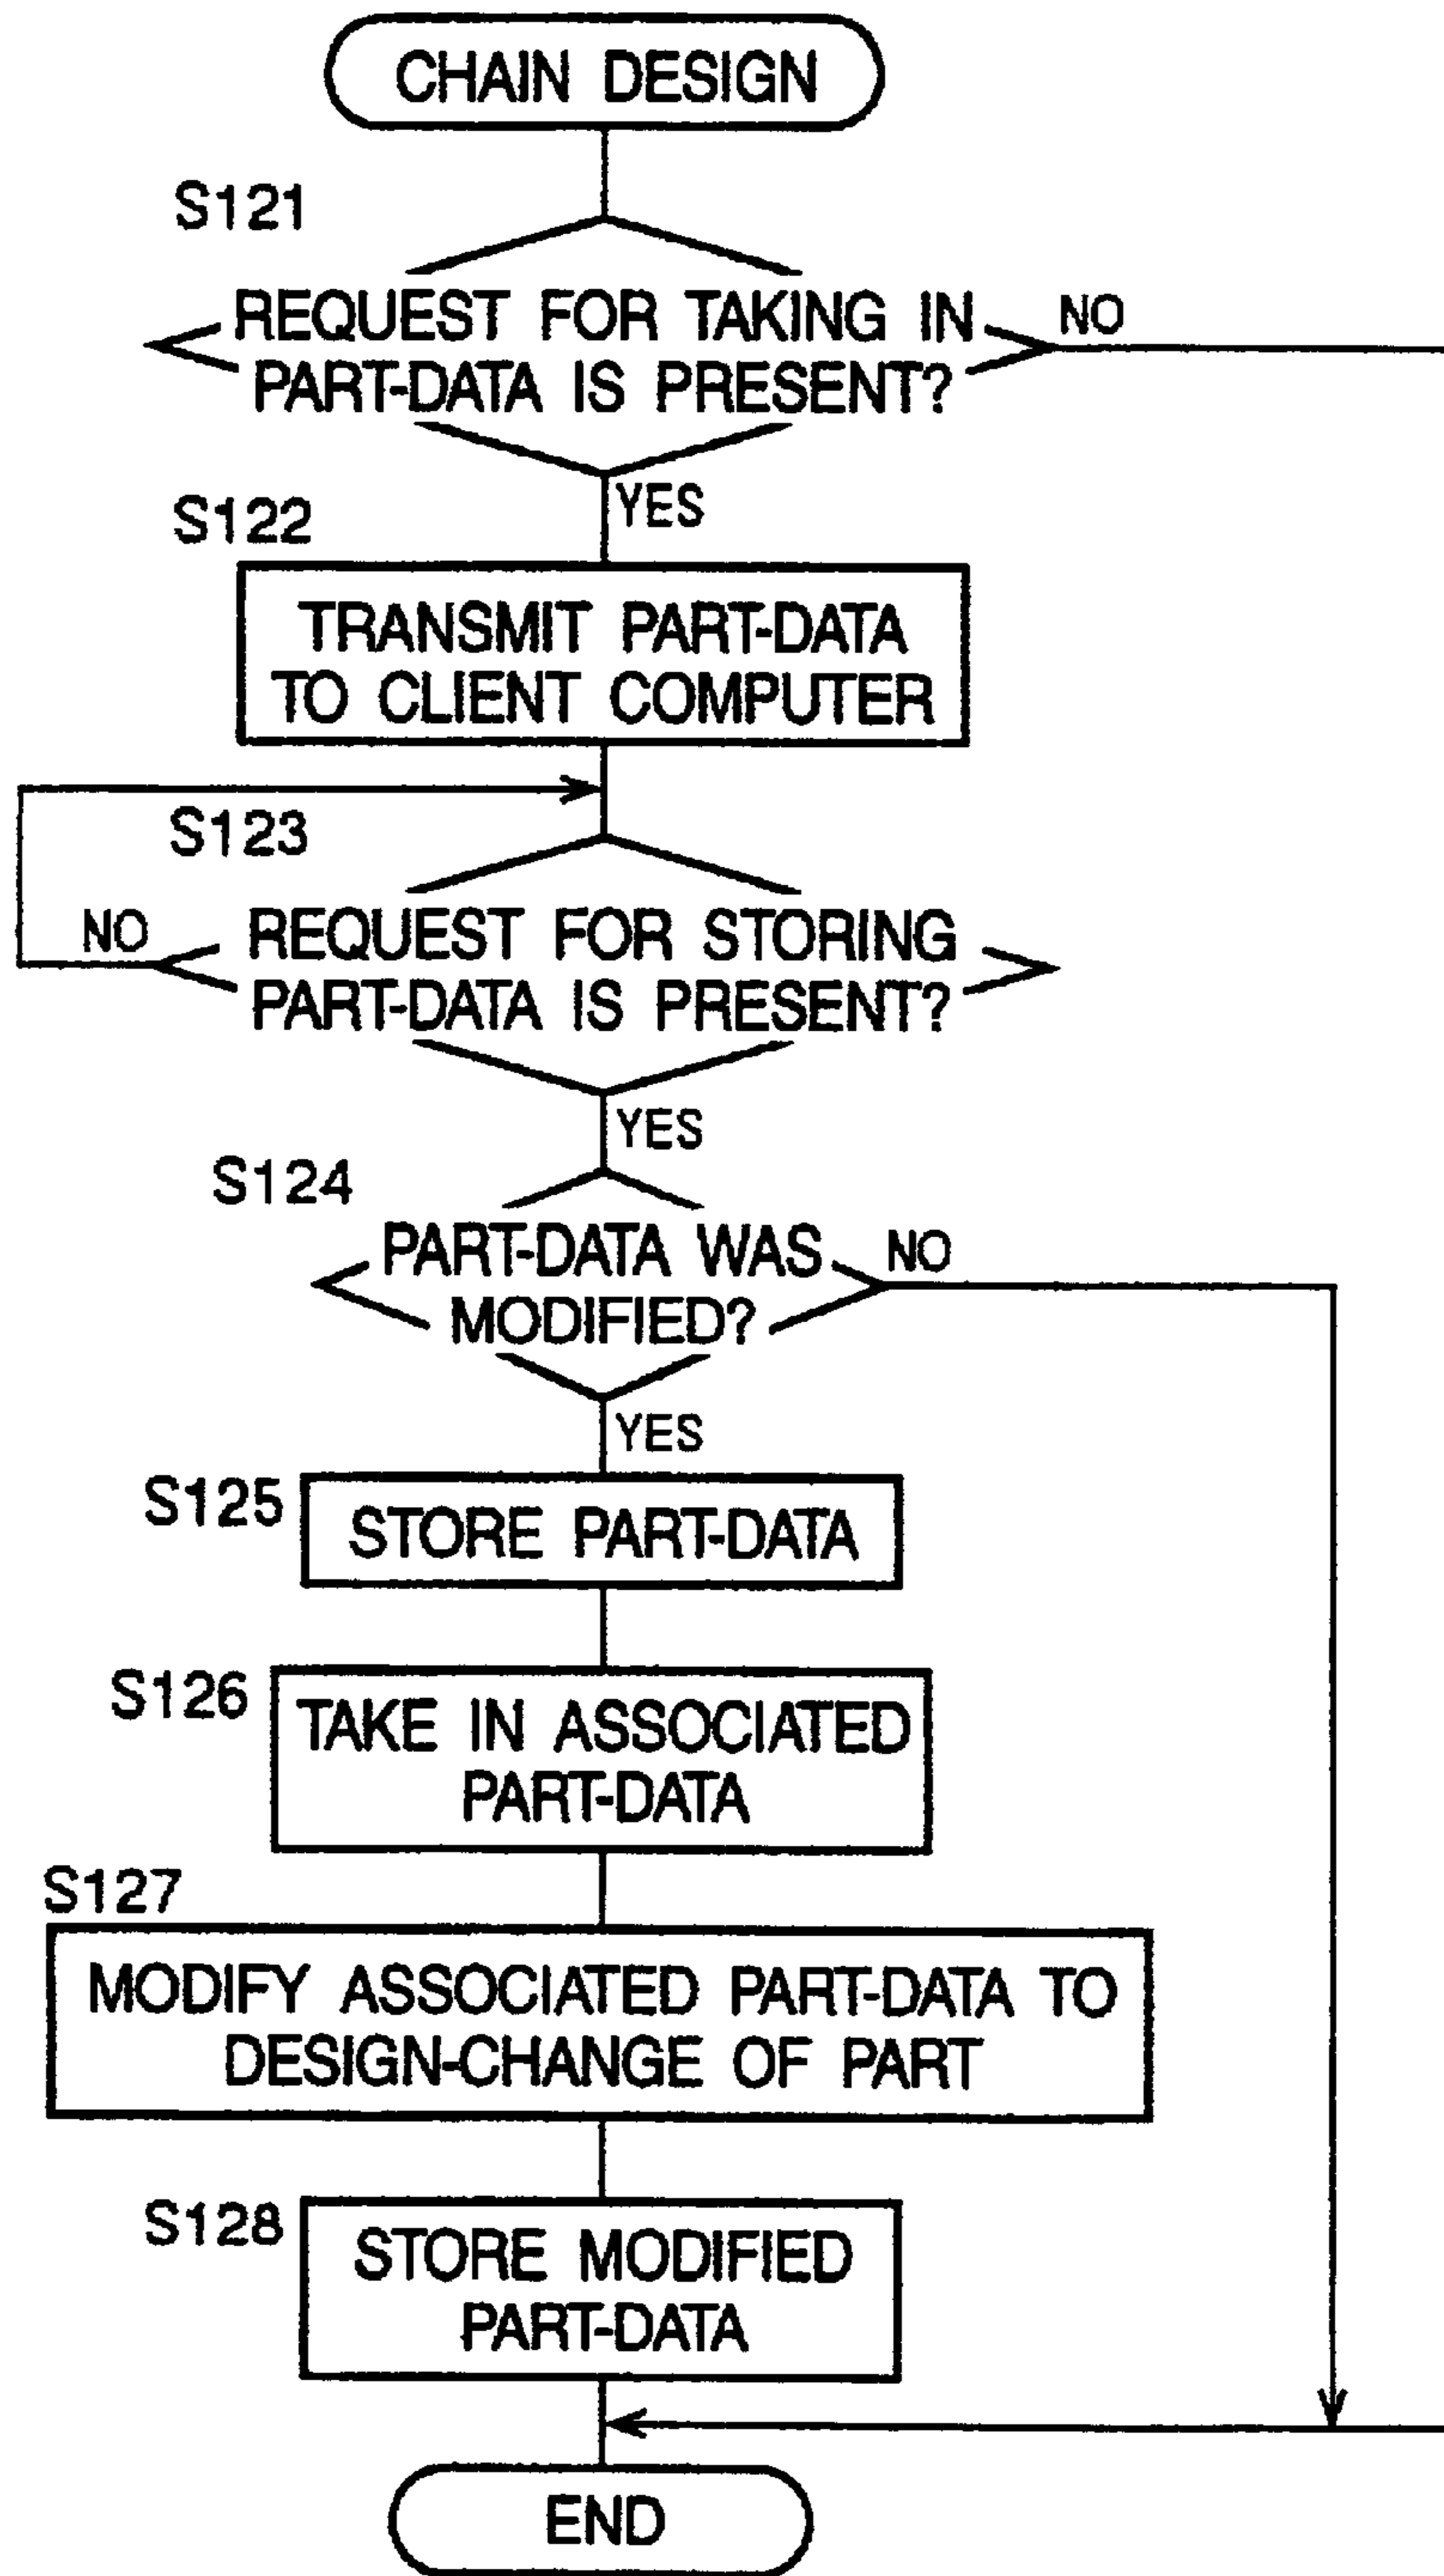 CHAIN DESIGN
S121
REQUEST FOR TAKING IN
PART-DATA IS PRESENT?
NO
YES
S122
TRANSMIT PART-DATA
TO CLIENT COMPUTER
S123
NO
REQUEST FOR STORING
PART-DATA IS PRESENT?
YES
S124
PART-DATA WAS
MODIFIED?
NO
YES
S125
STORE PART-DATA
S126
TAKE IN ASSOCIATED
PART-DATA
S127
MODIFY ASSOCIATED PART-DATA TO
DESIGN-CHANGE OF PART
S128
STORE MODIFIED
PART-DATA
END